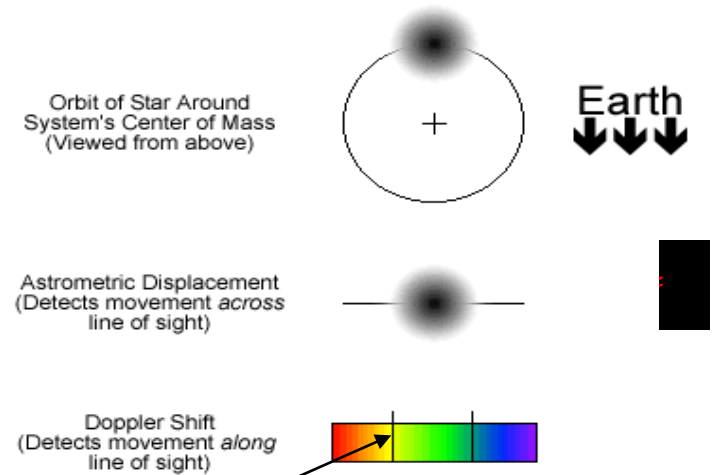 Orbit of Star Around
System's Center of Mass
(Viewed from above)
Earth
Astrometric Displacement
(Detects movement across
line of sight)
Doppler Shift
(Detects movement along
line of sight)